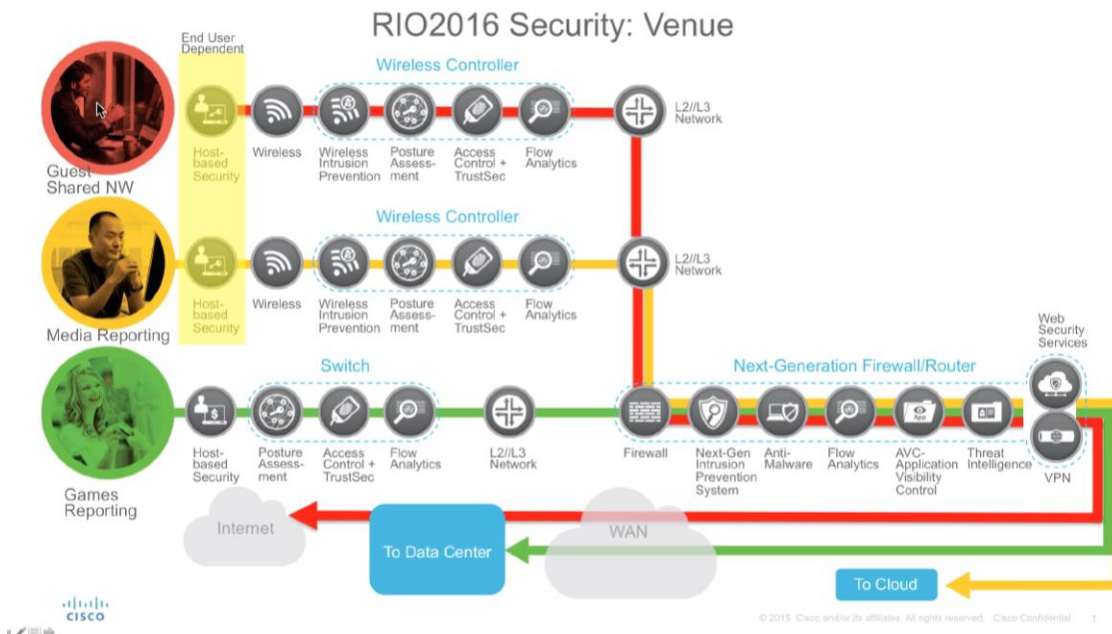 RIO2016 Security: Venue
End User
Dependent
Wireless Controller
Host-
based
Security
Wireless
Wireless
Intrusion
Prevention
Posture
Assess-
ment
Access
Control +
TrustSec
Flow
Analytics
L2//L3
Network
Guest
Shared NW
Wireless Controller
Host-
based
Security
Wireless
Wireless
Intrusion
Prevention
Posture
Assess-
ment
Access
Control +
TrustSec
Flow
Analytics
L2//L3
Network
Media Reporting
Switch
Next-Generation Firewall/Router
Web
Security
Services
App
Host-
based
Security
Posture
Assess-
ment
Access
Control +
TrustSec
Flow
Analytics
L2//L3
Network
Firewall
Next-Gen
Intrusion
Prevention
System
Anti-
Malware
Flow
Analytics
AVC-
Application
Visibility
Control
Threat
Intelligence
VPN
Games
Reporting
Internet
To Data Center
WAN
To Cloud
CISCO
© 2015 Cisco and/or its affiliates. All rights reserved. Cisco Confidential 1